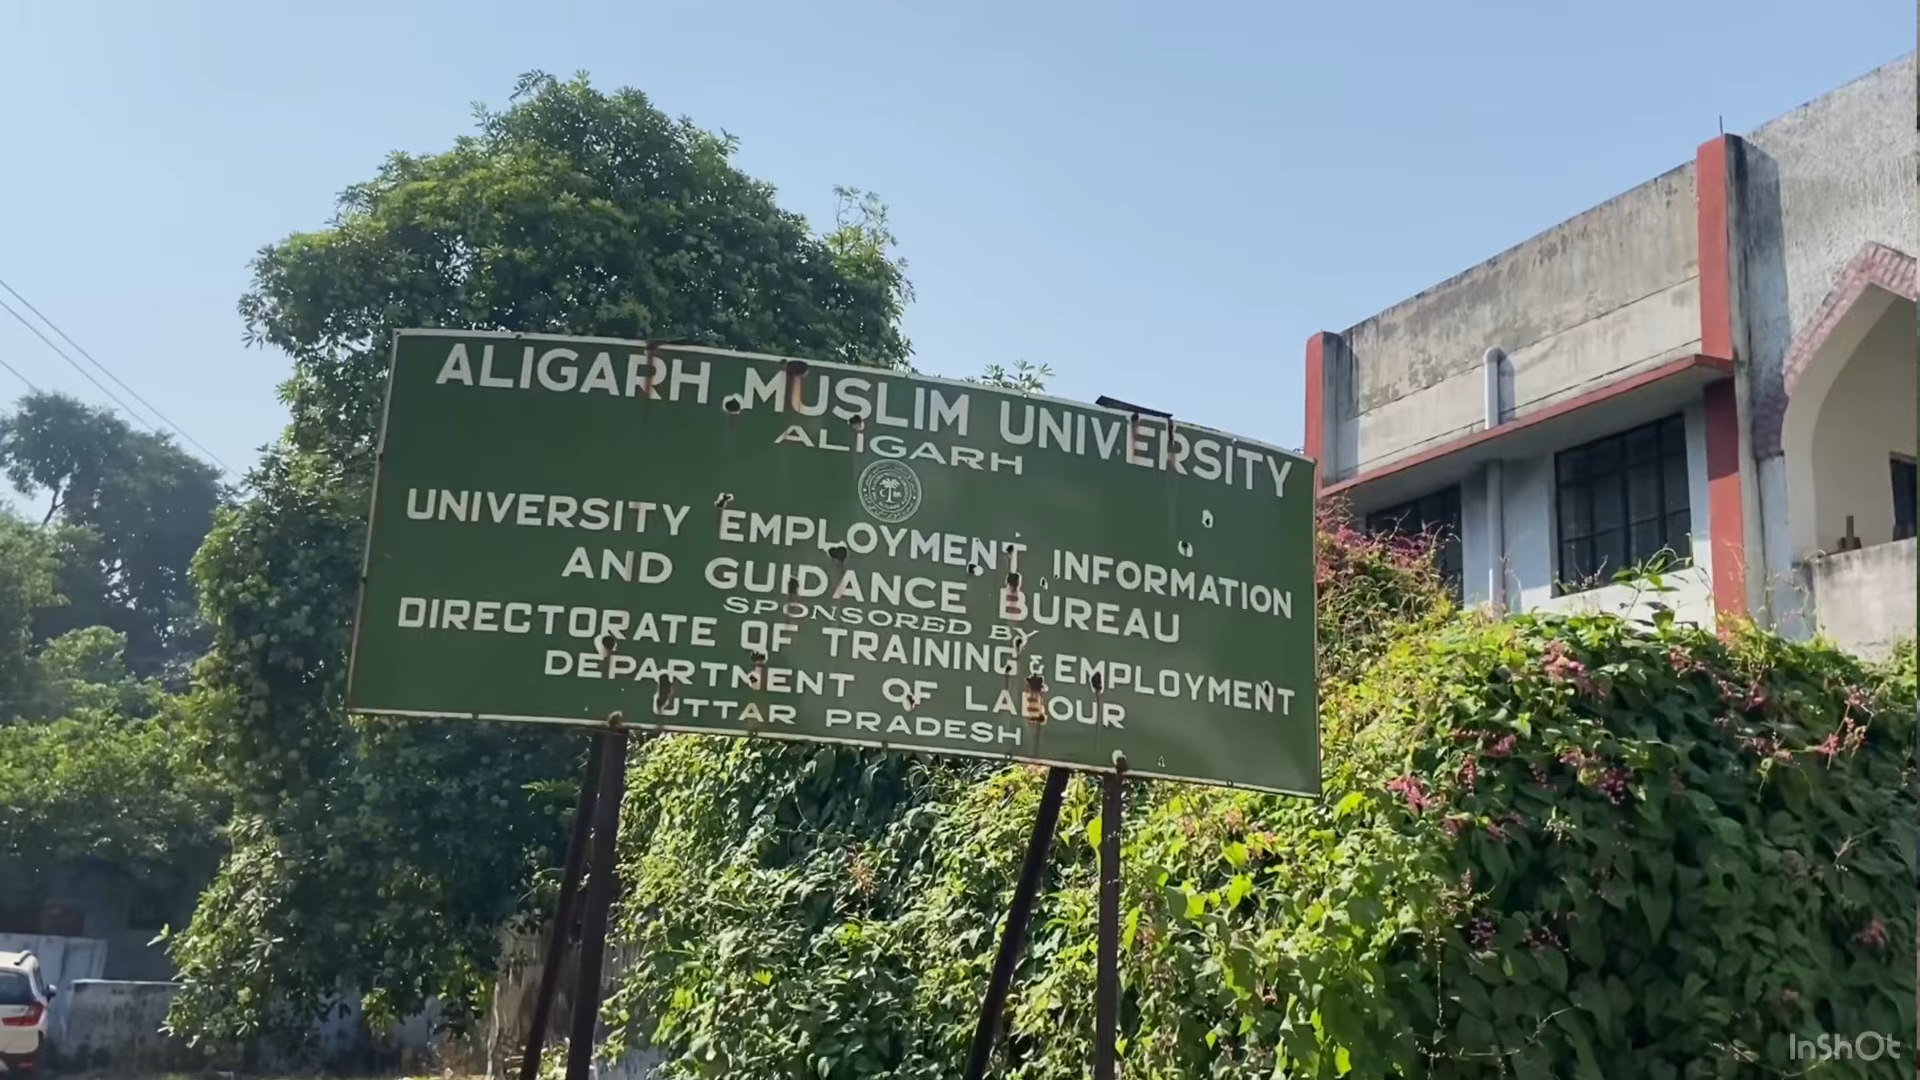 ALIGARH MUSLIM UNIVERSITY
ALIGARH
UNIVERSITY EMPLOYMENT INFORMATION
AND GUIDANCE BUREAU
SPONSORED BY
DIRECTORATE OF TRAINING & EMPLOYMENT
DEPARTMENT OF LABOUR
UTTAR PRADESH
InShOt